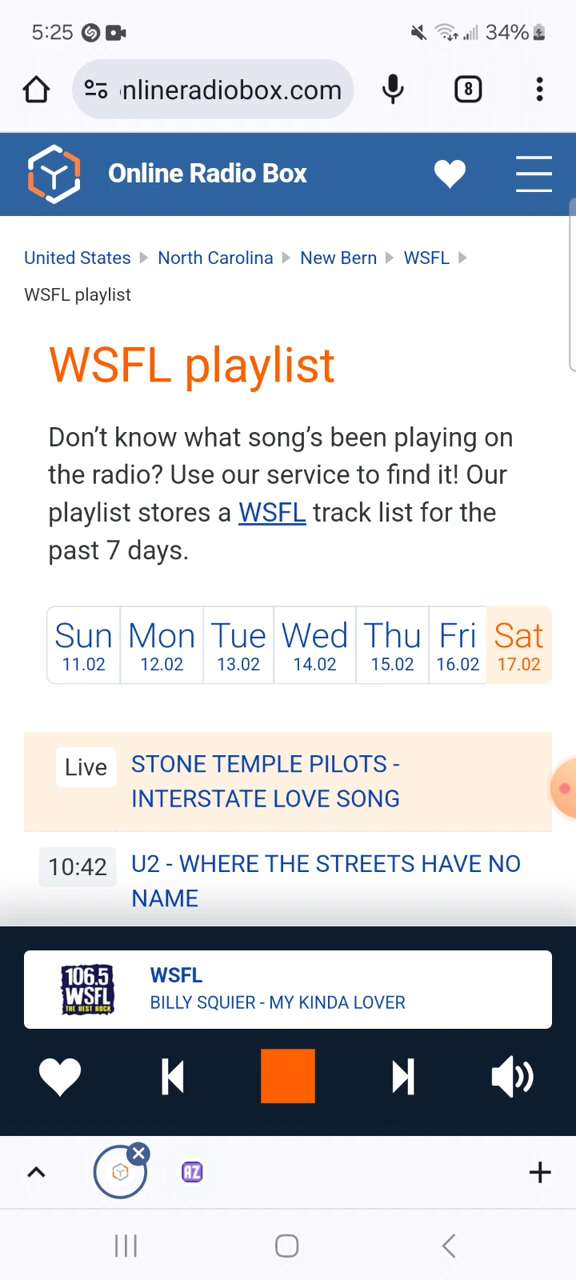 5:25
34%
nlineradiobox.com
8
Online Radio Box
United States North Carolina New Bern WSFL
WSFL playlist
WSFL playlist
Don't know what song's been playing on
the radio? Use our service to find it! Our
playlist stores a WSFL track list for the
past 7 days.
Sun Mon Tue Wed Thu Fri Sat
11.02 12.02 13.02 14.02 15.02 16.02 17.02
Live STONE TEMPLE PILOTS -
INTERSTATE LOVE SONG
10:42 U2 - WHERE THE STREETS HAVE NO
NAME
106.5
WSFL
THE BEST ROCK
WSFL
BILLY SQUIER - MY KINDA LOVER
AZ